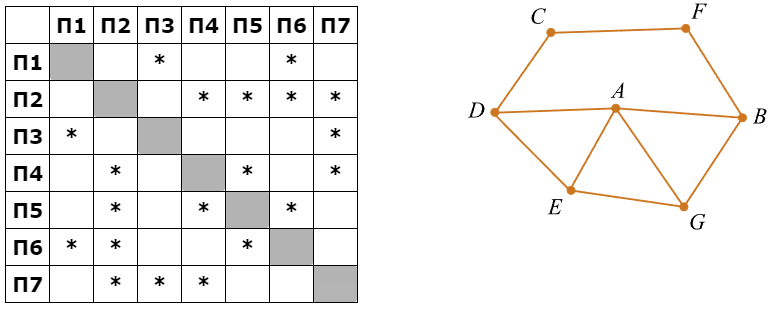 П1 П2 П3 П4 П5 П6 П7
П1 * *
П2 * * * *
П3 * *
П4 * * *
П5 * * *
П6 * * *
П7 * * *
C F
D A B
E G